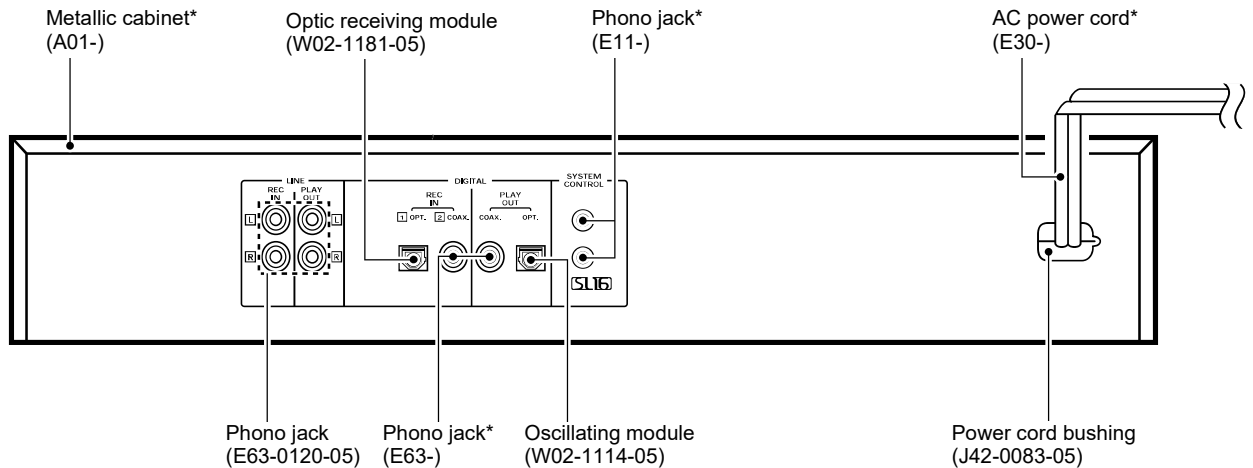 Metallic cabinet*
(A01-)
Optic receiving module
(W02-1181-05)
Phono jack*
(E11-)
AC power cord*
(E30-)
LINE
REC
IN
PLAY
OUT
L
L
R
R
DIGITAL
REC
IN
1 OPT. 2 COAX.
PLAY
OUT
COAX. OPT.
SYSTEM
CONTROL
SL16
Phono jack
(E63-0120-05)
Phono jack*
(E63-)
Oscillating module
(W02-1114-05)
Power cord bushing
(J42-0083-05)